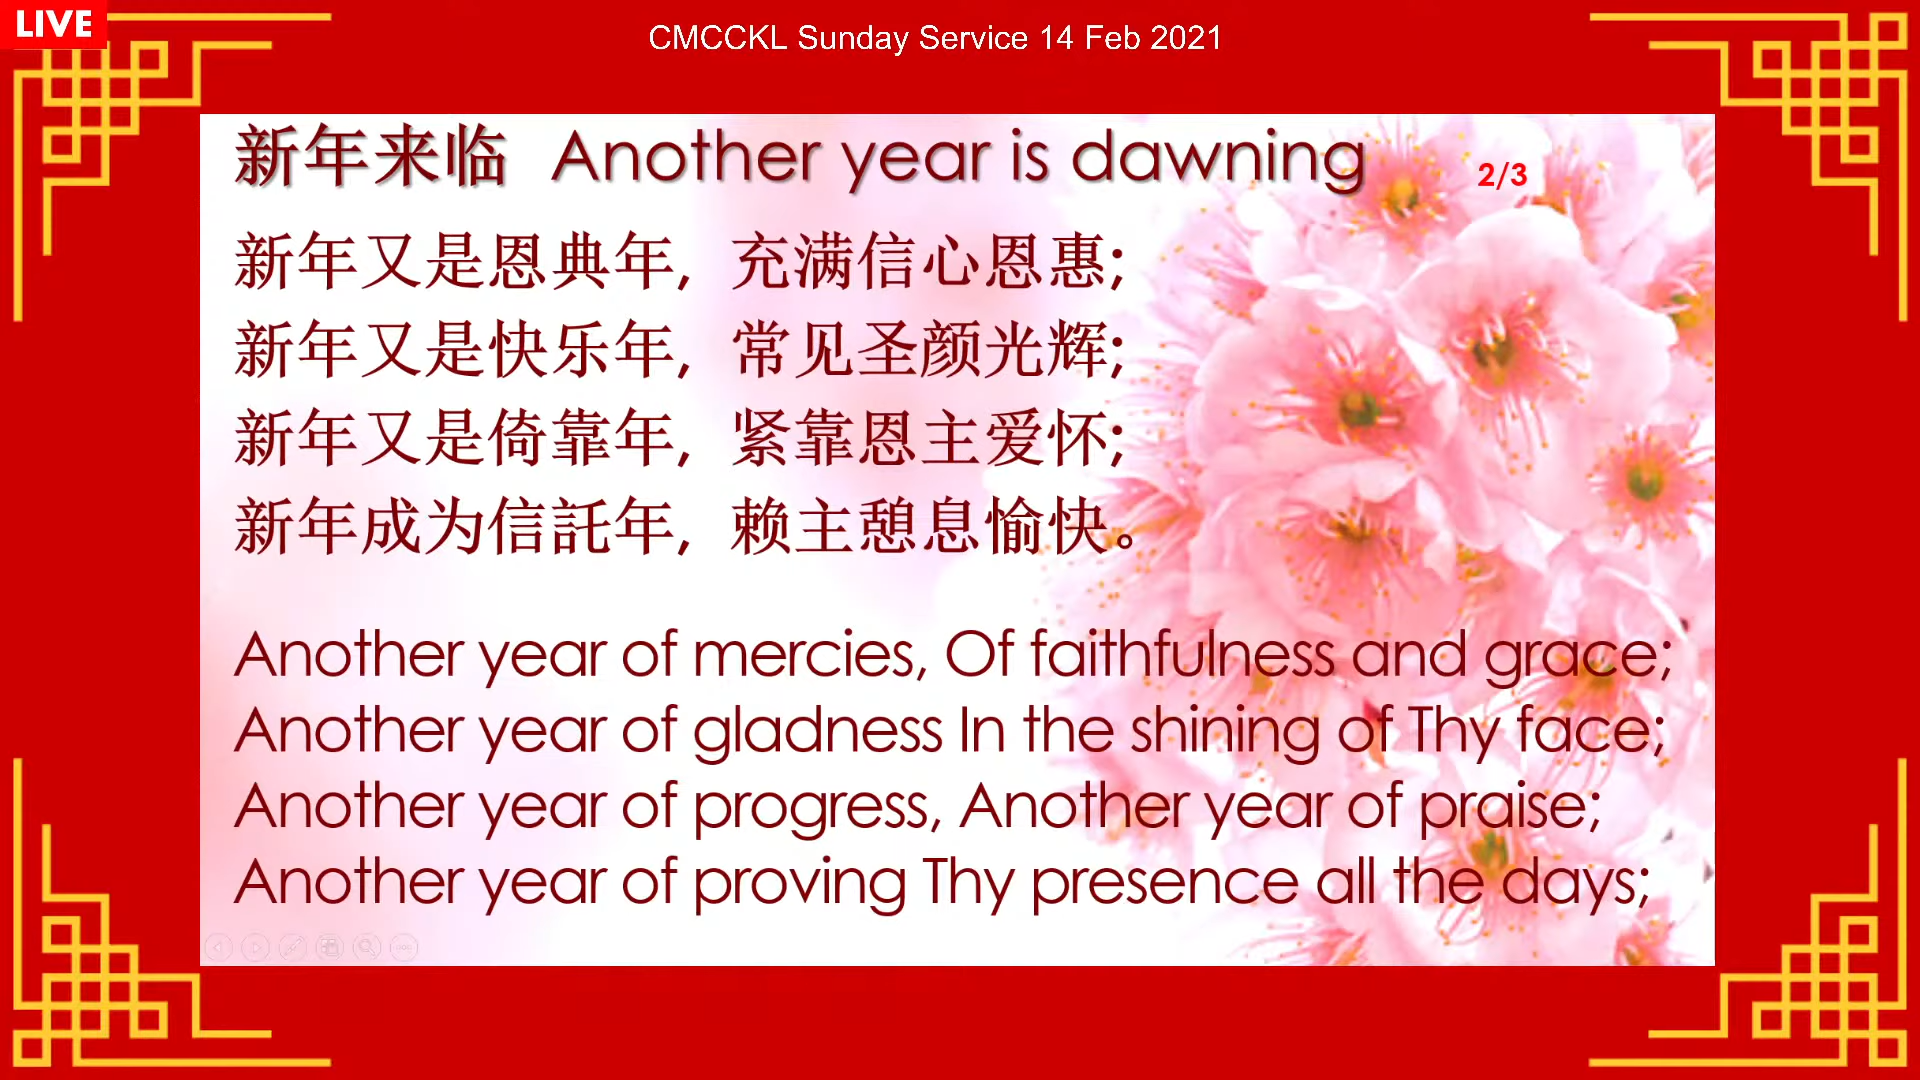 LIVE
CMCCKL Sunday Service 14 Feb 2021
新年来临 Another year is dawning 2/3
新年又是恩典年, 充满信心恩惠;
新年又是快乐年, 常见圣颜光辉;
新年又是倚靠年, 紧靠恩主爱怀;
新年成为信託年, 赖主憩息愉快。
Another year of mercies, Of faithfulness and grace;
Another year of gladness In the shining of Thy face;
Another year of progress, Another year of praise;
Another year of proving Thy presence all the days;